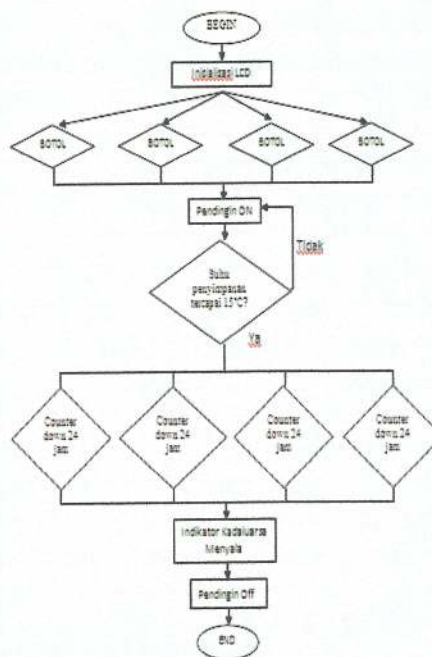 BEGIN
Inisialisasi LCD
BOTOL
BOTOL
BOTOL
BOTOL
Pendingin ON
Tidak
Suhu
penyimpanan
tercapai 15°C?
Ya
Counter
down 24
jam
Counter
down 24
jam
Counter
down 24
jam
Counter
down 24
jam
Indikator Kadaluarsa
Menyala
Pendingin Off
END